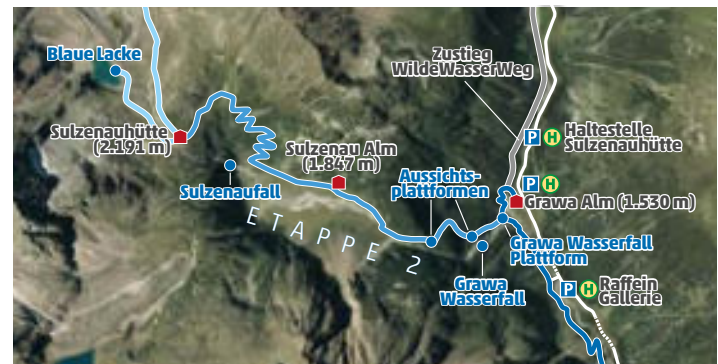 Blaue Lacke
Zustieg
WildeWasserWeg
Sulzenauhütte
(2.191 m)
P H Haltestelle
Sulzenauhütte
Sulzenau Alm
(1.847 m)
Sulzenaufall
Aussichts-
plattformen
P H
Grawa Alm (1.530 m)
ETAPPE 2
Grawa Wasserfall
Plattform
Grawa
Wasserfall
P H Raffein
Gallerie